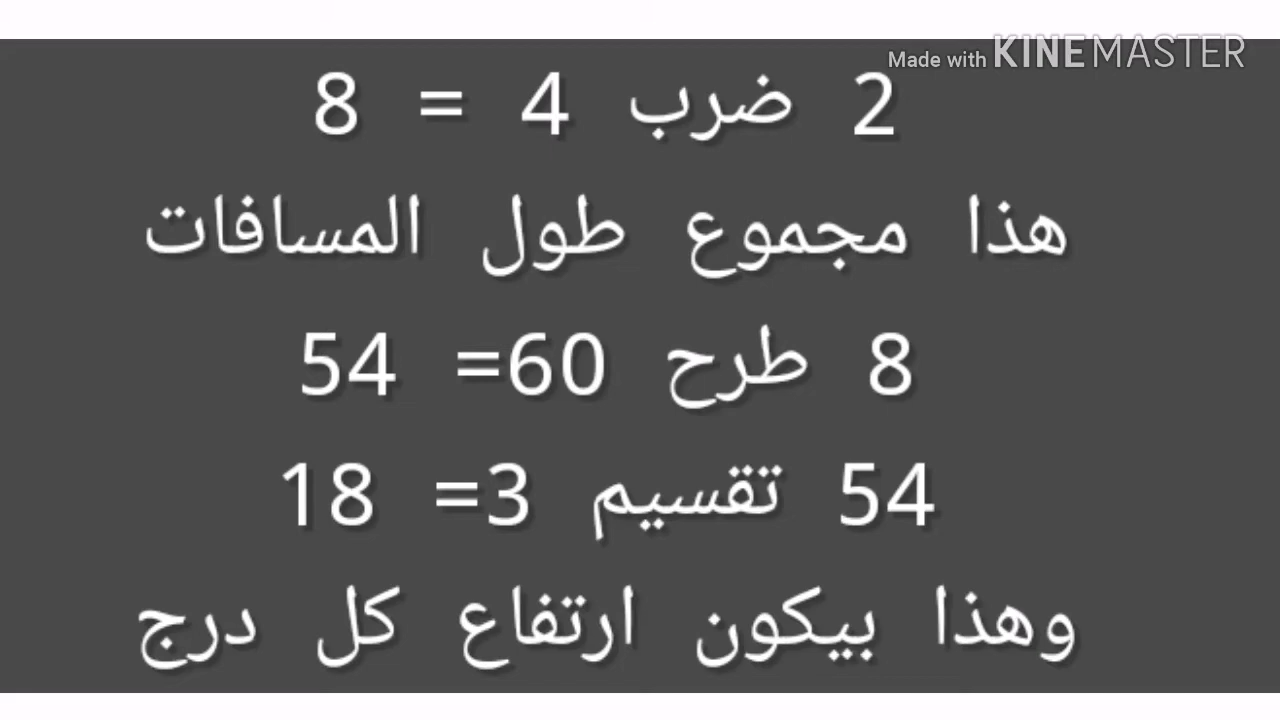 Made with KINEMASTER
2 ضرب 4 = 8
هذا مجموع طول المسافات
8 طرح 60= 54
54 تقسيم 3= 18
وهذا بيكون ارتفاع كل درج